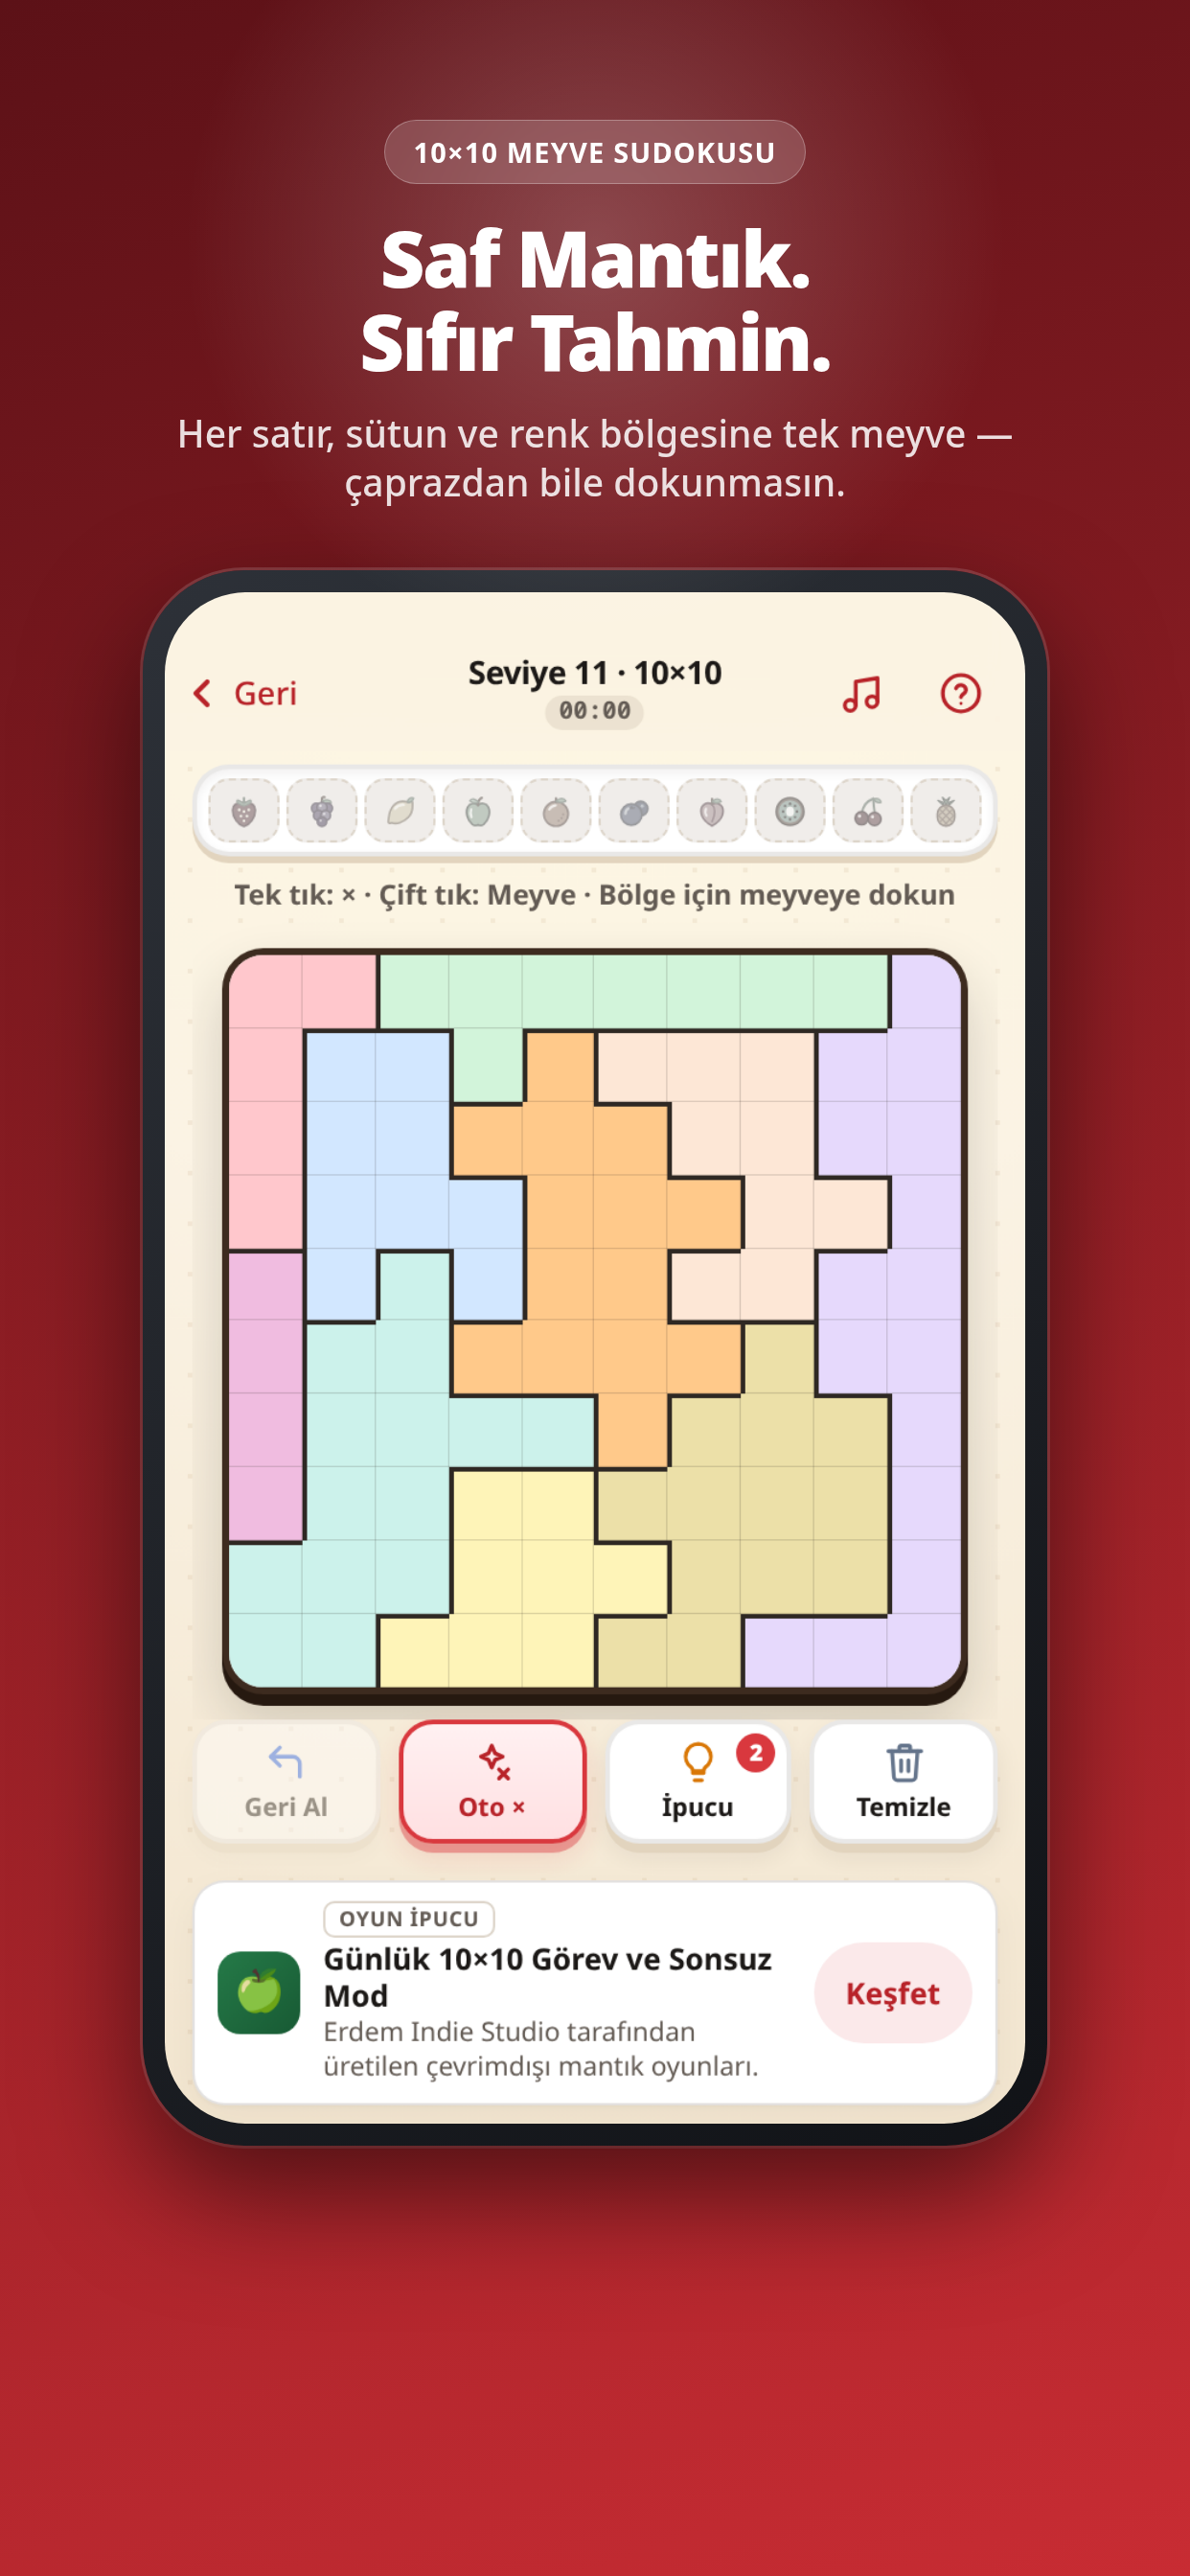 10×10 MEYVE SUDOKUSU
Saf Mantık.
Sıfır Tahmin.
Her satır, sütun ve renk bölgesine tek meyve —
çaprazdan bile dokunmasın.
Geri
Seviye 11 · 10×10
00:00
Tek tık: × · Çift tık: Meyve · Bölge için meyveye dokun
Geri Al
Oto ×
İpucu
2
Temizle
OYUN İPUCU
Günlük 10×10 Görev ve Sonsuz
Mod
Erdem Indie Studio tarafından
üretilen çevrimdışı mantık oyunları.
Keşfet